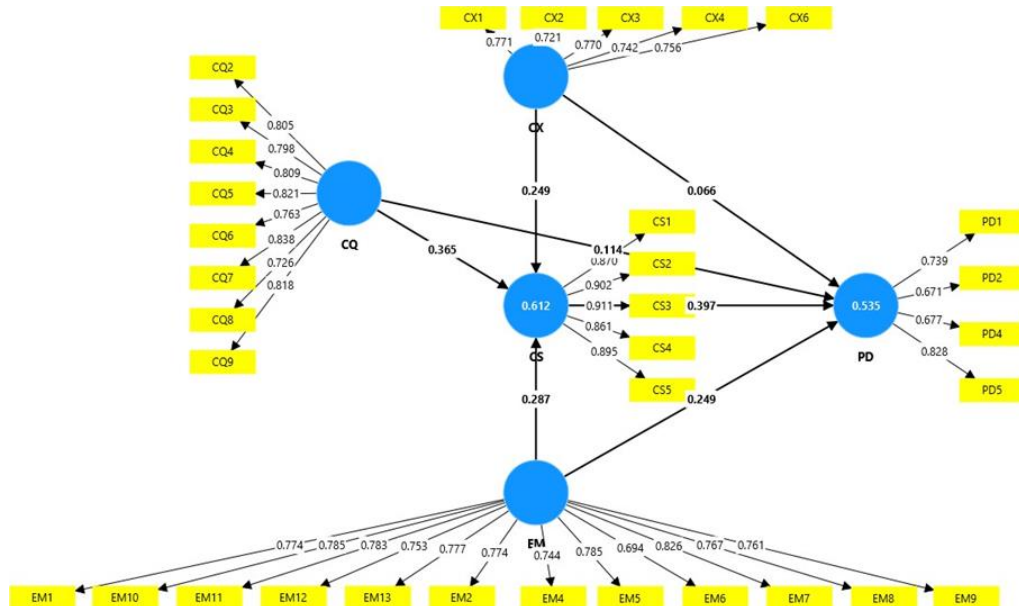 CX1 CX2 CX3 CX4 CX6
0.771 0.721 0.770 0.742 0.756
CX
CQ2
CQ3
CQ4
CQ5
CQ6
CQ7
CQ8
CQ9
0.805
0.798
0.809
0.821
0.763
0.838
0.726
0.818
CQ
0.249
0.066
0.365
0.114
CS1
CS2
CS3
CS4
CS5
0.870
0.902
0.911
0.861
0.895
0.612
CS
0.397
0.535
PD
PD1
PD2
PD4
PD5
0.739
0.671
0.677
0.828
0.287
0.249
EM
0.774 0.785 0.783 0.753 0.777 0.774 0.744 0.785 0.694 0.826 0.767 0.761
EM1 EM10 EM11 EM12 EM13 EM2 EM4 EM5 EM6 EM7 EM8 EM9